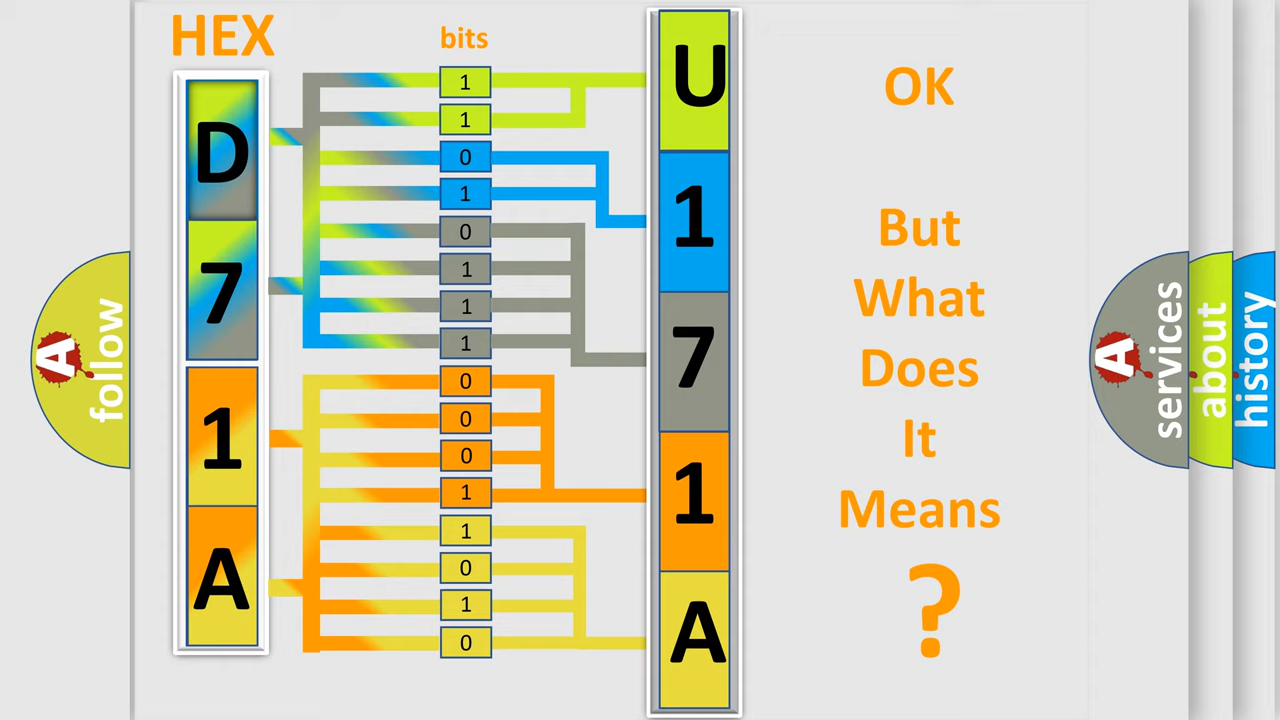 HEX
bits
D
7
1
A
1
1
0
1
0
1
1
1
0
0
0
1
1
0
1
0
U
1
7
1
A
OK
But
What
Does
It
Means
?
A
follow
A
services
about
history